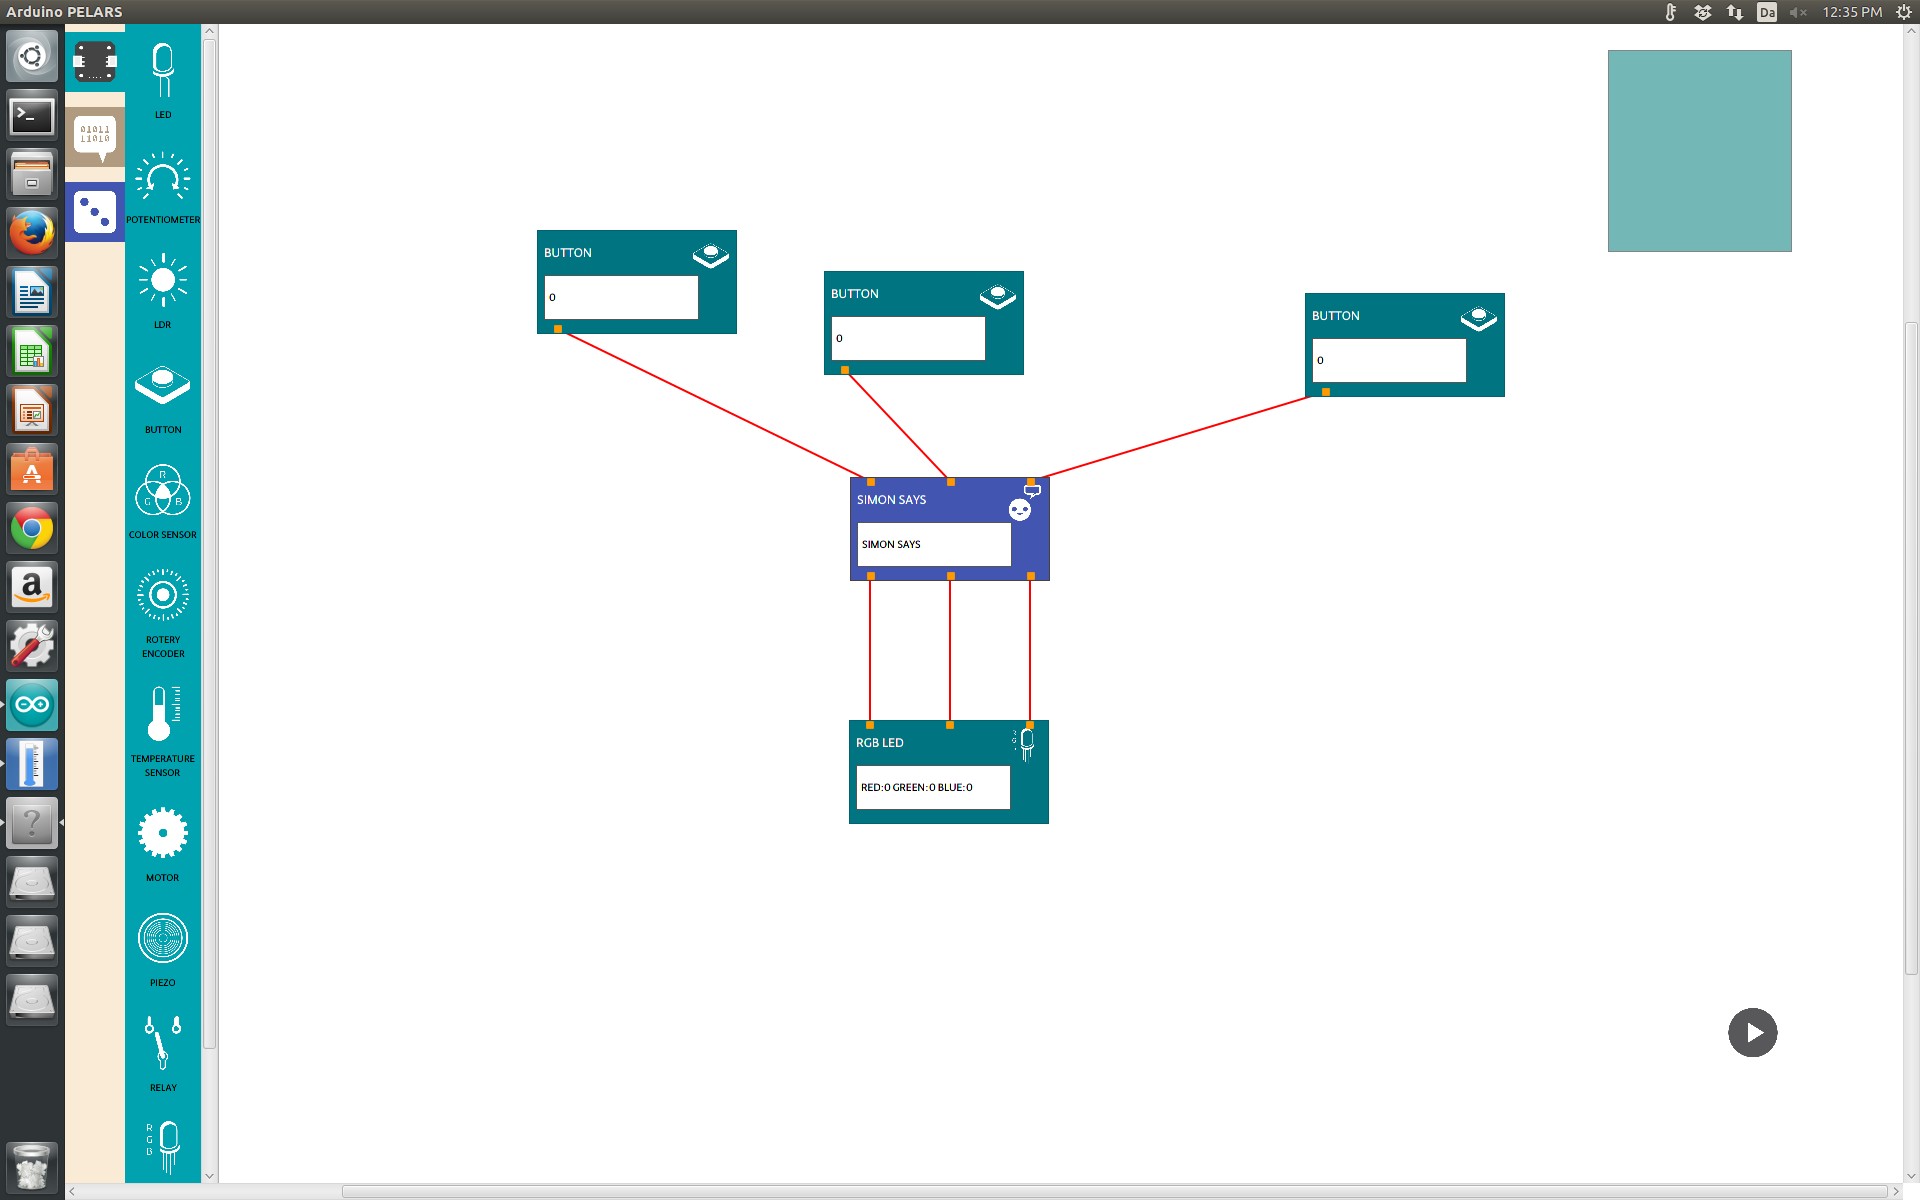 Arduino PELARS
Da
12:35 PM
>_
01011
11010
LED
POTENTIOMETER
LDR
BUTTON
R
G B
COLOR SENSOR
ROTERY
ENCODER
TEMPERATURE
SENSOR
MOTOR
PIEZO
RELAY
R
G
B
a
?
BUTTON
0
BUTTON
0
BUTTON
0
SIMON SAYS
SIMON SAYS
RGB LED
RED:0 GREEN:0 BLUE:0